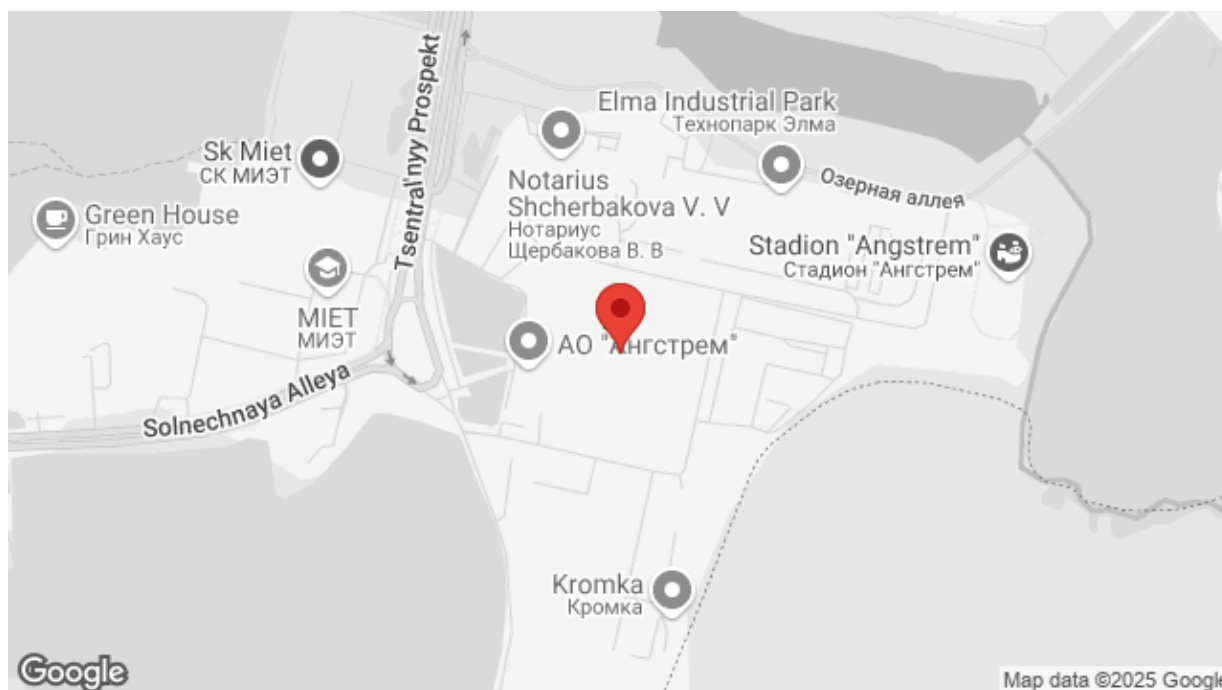 Tsentral'nyy Prospekt
Elma Industrial Park
Технопарк Элма
Sk Miet
СК МИЭТ
Озерная аллея
Notarius
Shcherbakova V. V
Нотариус
Щербакова В. В
Green House
Грин Хаус
Stadion "Angstrem"
Стадион "Ангстрем"
MIET
МИЭТ
АО "Ангстрем"
Solnechnaya Alleya
Kromka
Кромка
Google
Map data ©2025 Google